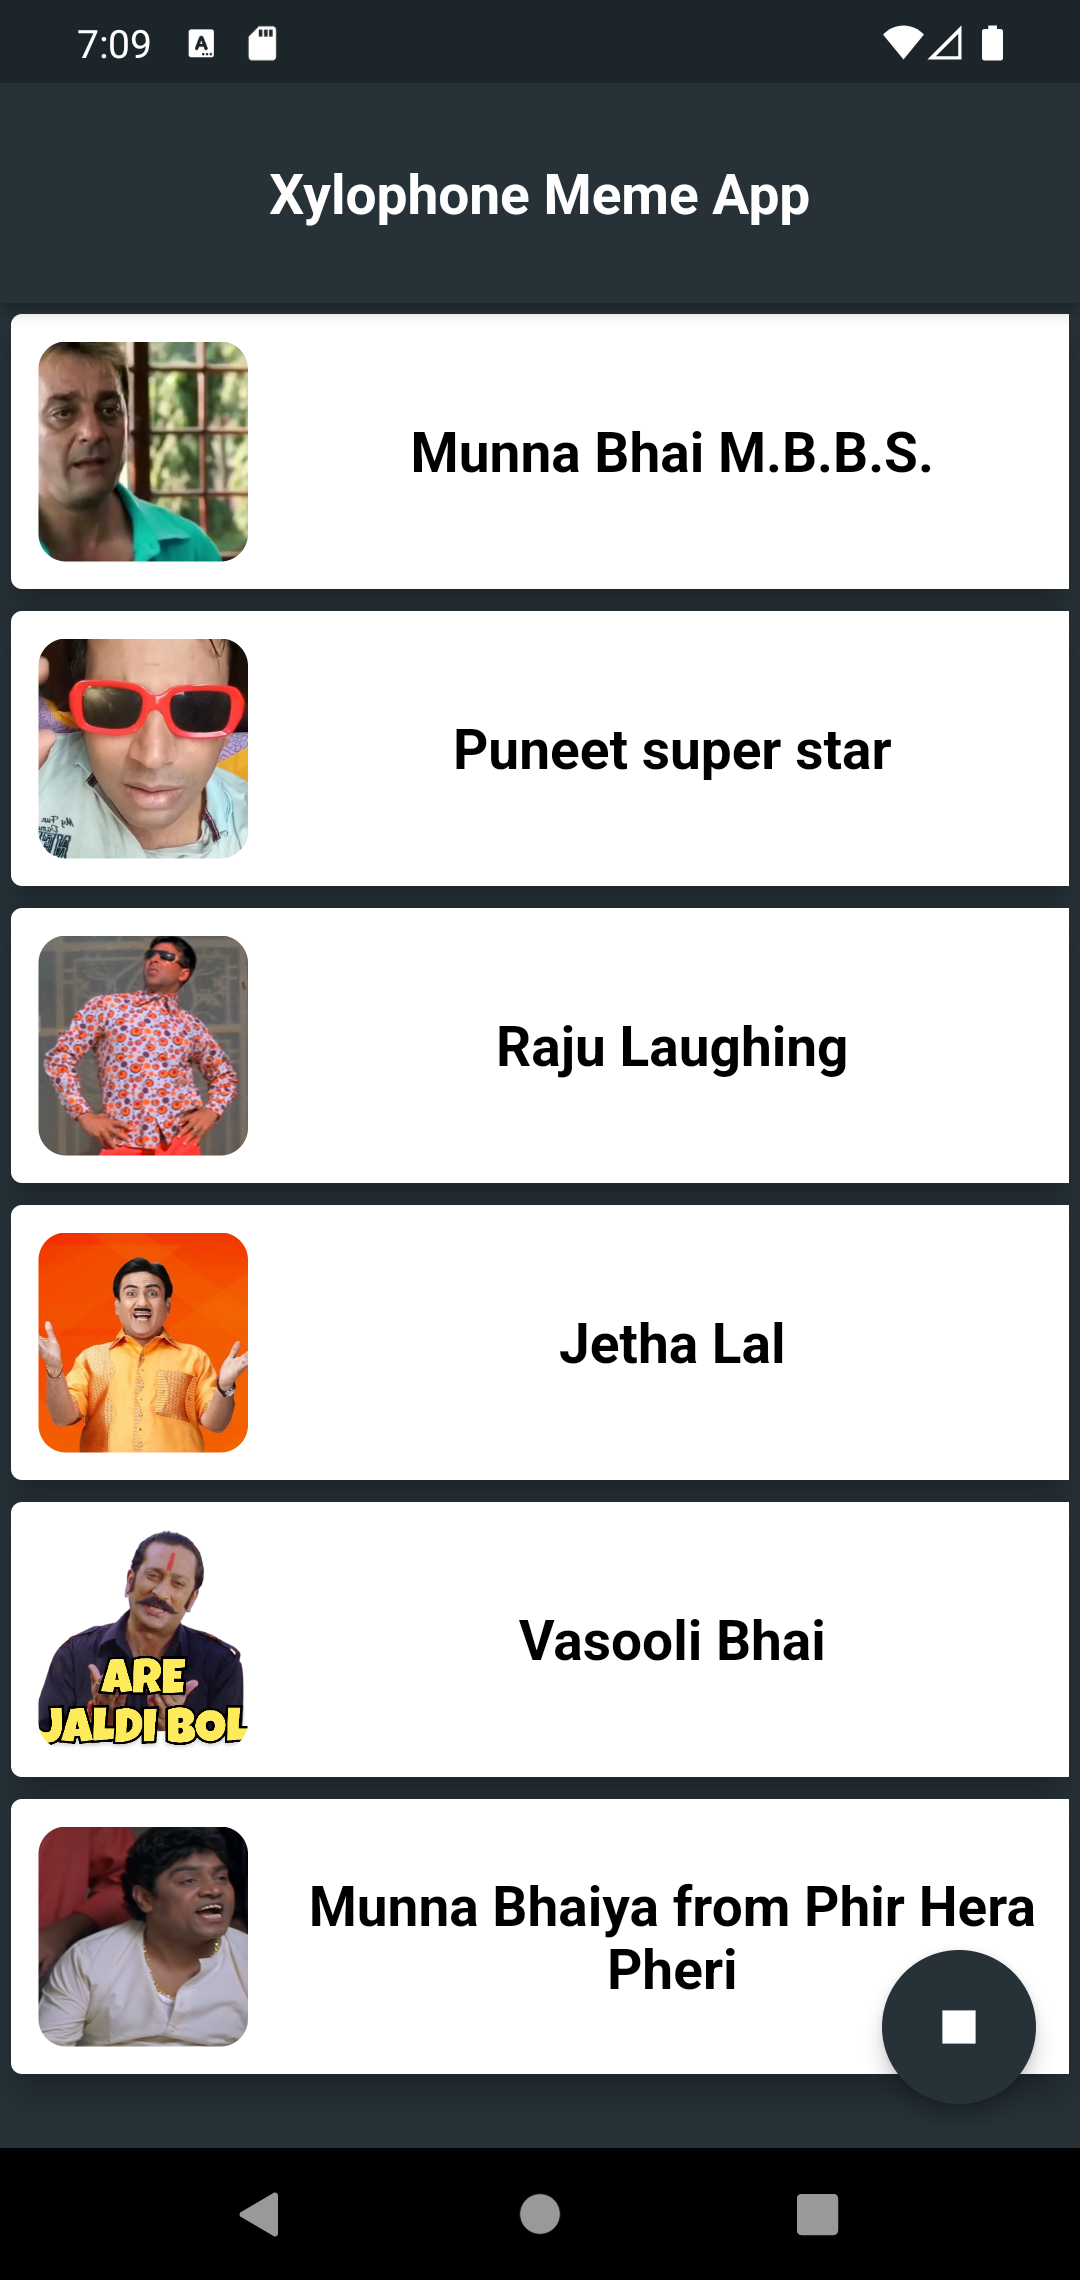 7:09
Xylophone Meme App
Munna Bhai M.B.B.S.
Puneet super star
Raju Laughing
Jetha Lal
Vasooli Bhai
ARE
JALDI BOL
Munna Bhaiya from Phir Hera
Pheri